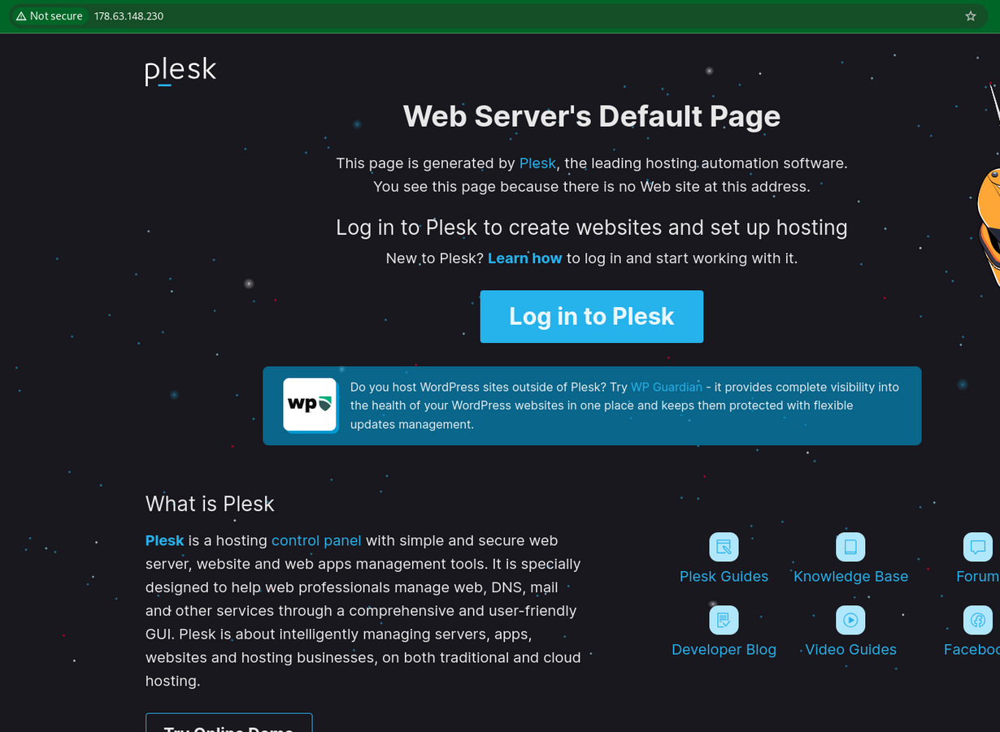 Not secure 178.63.148.230
plesk
Web Server's Default Page
This page is generated by Plesk, the leading hosting automation software.
You see this page because there is no Web site at this address.
Log in to Plesk to create websites and set up hosting
New to Plesk? Learn how to log in and start working with it.
Log in to Plesk
wp
Do you host WordPress sites outside of Plesk? Try WP Guardian - it provides complete visibility into
the health of your WordPress websites in one place and keeps them protected with flexible
updates management.
What is Plesk
Plesk is a hosting control panel with simple and secure web
server, website and web apps management tools. It is specially
designed to help web professionals manage web, DNS, mail
and other services through a comprehensive and user-friendly
GUI. Plesk is about intelligently managing servers, apps,
websites and hosting businesses, on both traditional and cloud
hosting.
Plesk Guides Knowledge Base Forum
Developer Blog Video Guides Faceboo
Try Online Demo